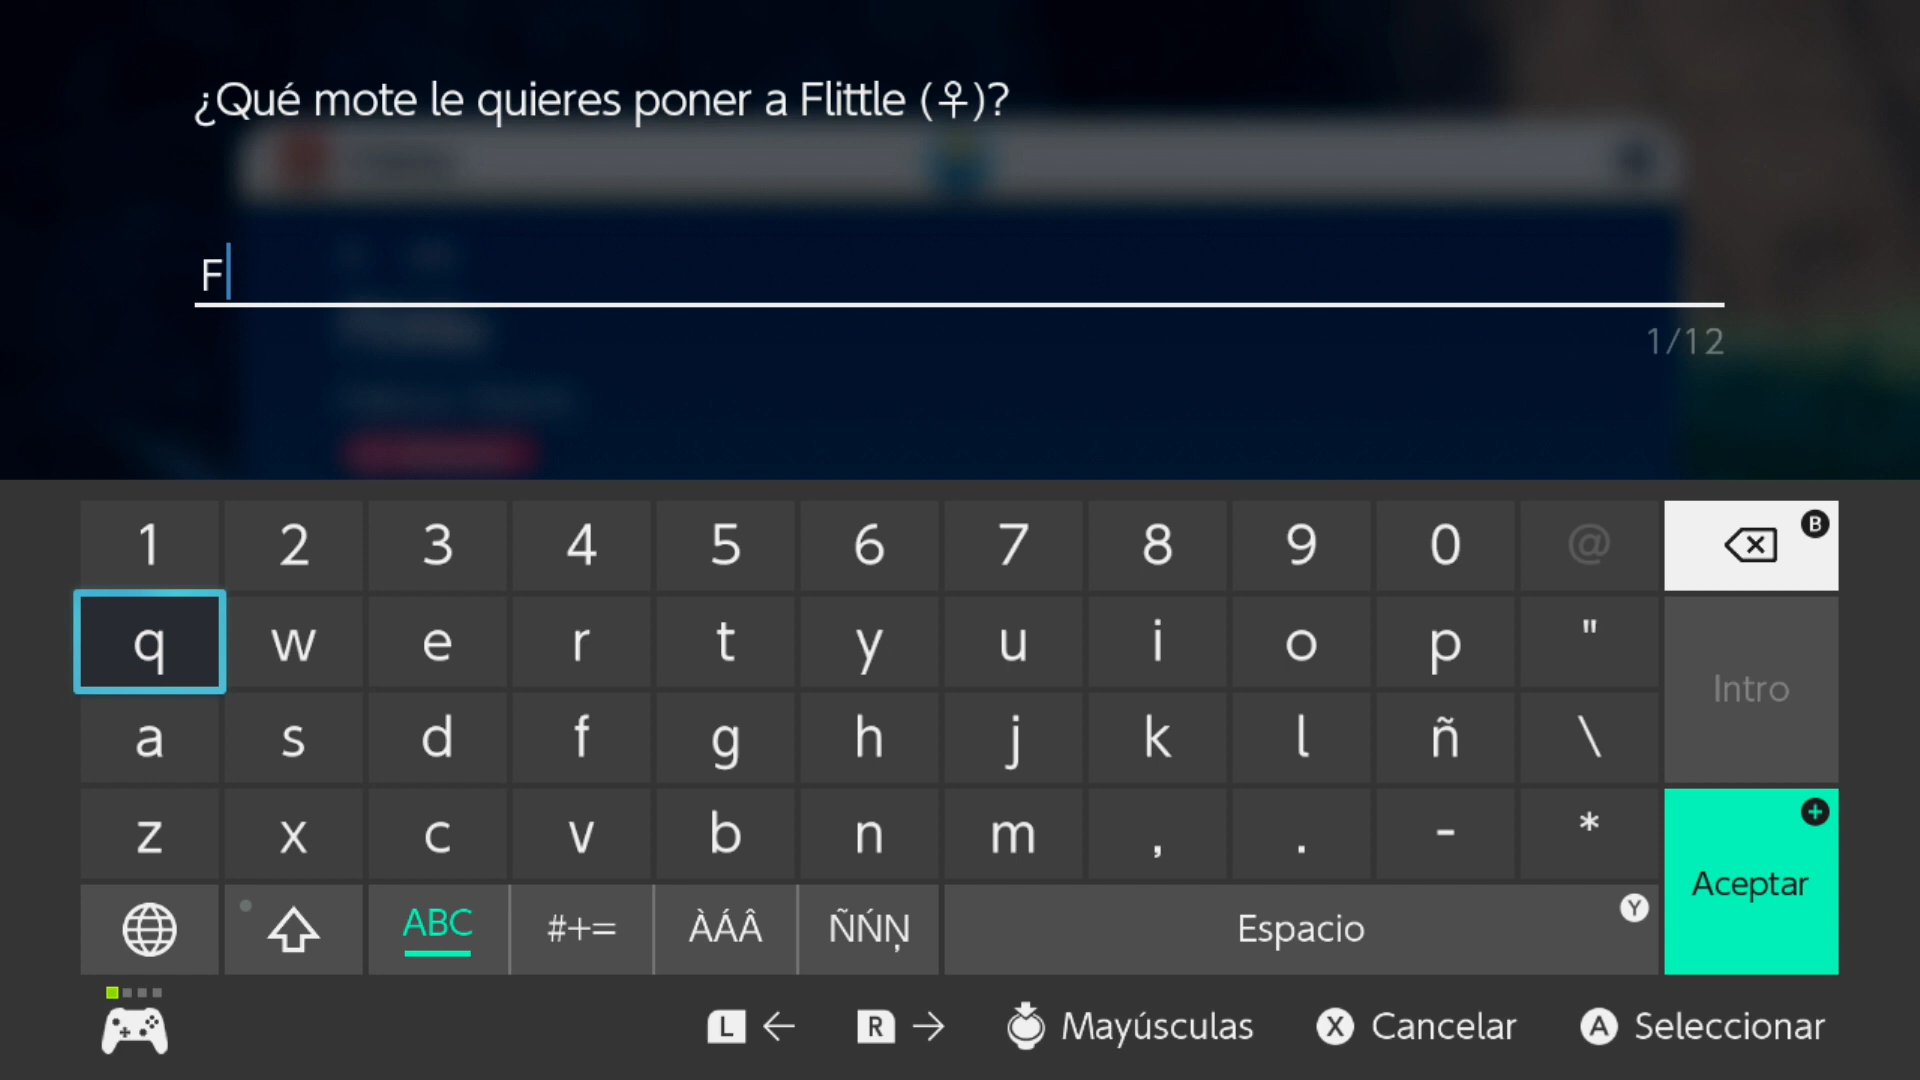 ¿Qué mote le quieres poner a Flittle (♀)?
F
1/12
1 2 3 4 5 6 7 8 9 0 @ B
q w e r t y u i o p " Intro
a s d f g h j k l ñ \
z x c v b n m , . - * Aceptar
ABC #+= ÀÁÂ ÑŃŅ Espacio Y
L ← R → Mayúsculas X Cancelar A Seleccionar